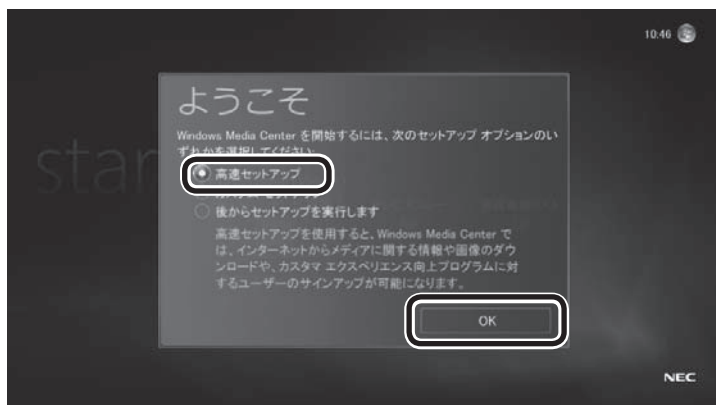 10:46
ようこそ
Windows Media Center を開始するには、次のセットアップ オプションのい
ずれかを選択してください:
高速セットアップ
後からセットアップを実行します
高速セットアップを使用すると、Windows Media Center で
は、インターネットからメディアに関する情報や画像のダウ
ンロードや、カスタマ エクスペリエンス向上プログラムに対
するユーザーのサインアップが可能になります。
OK
star
NEC